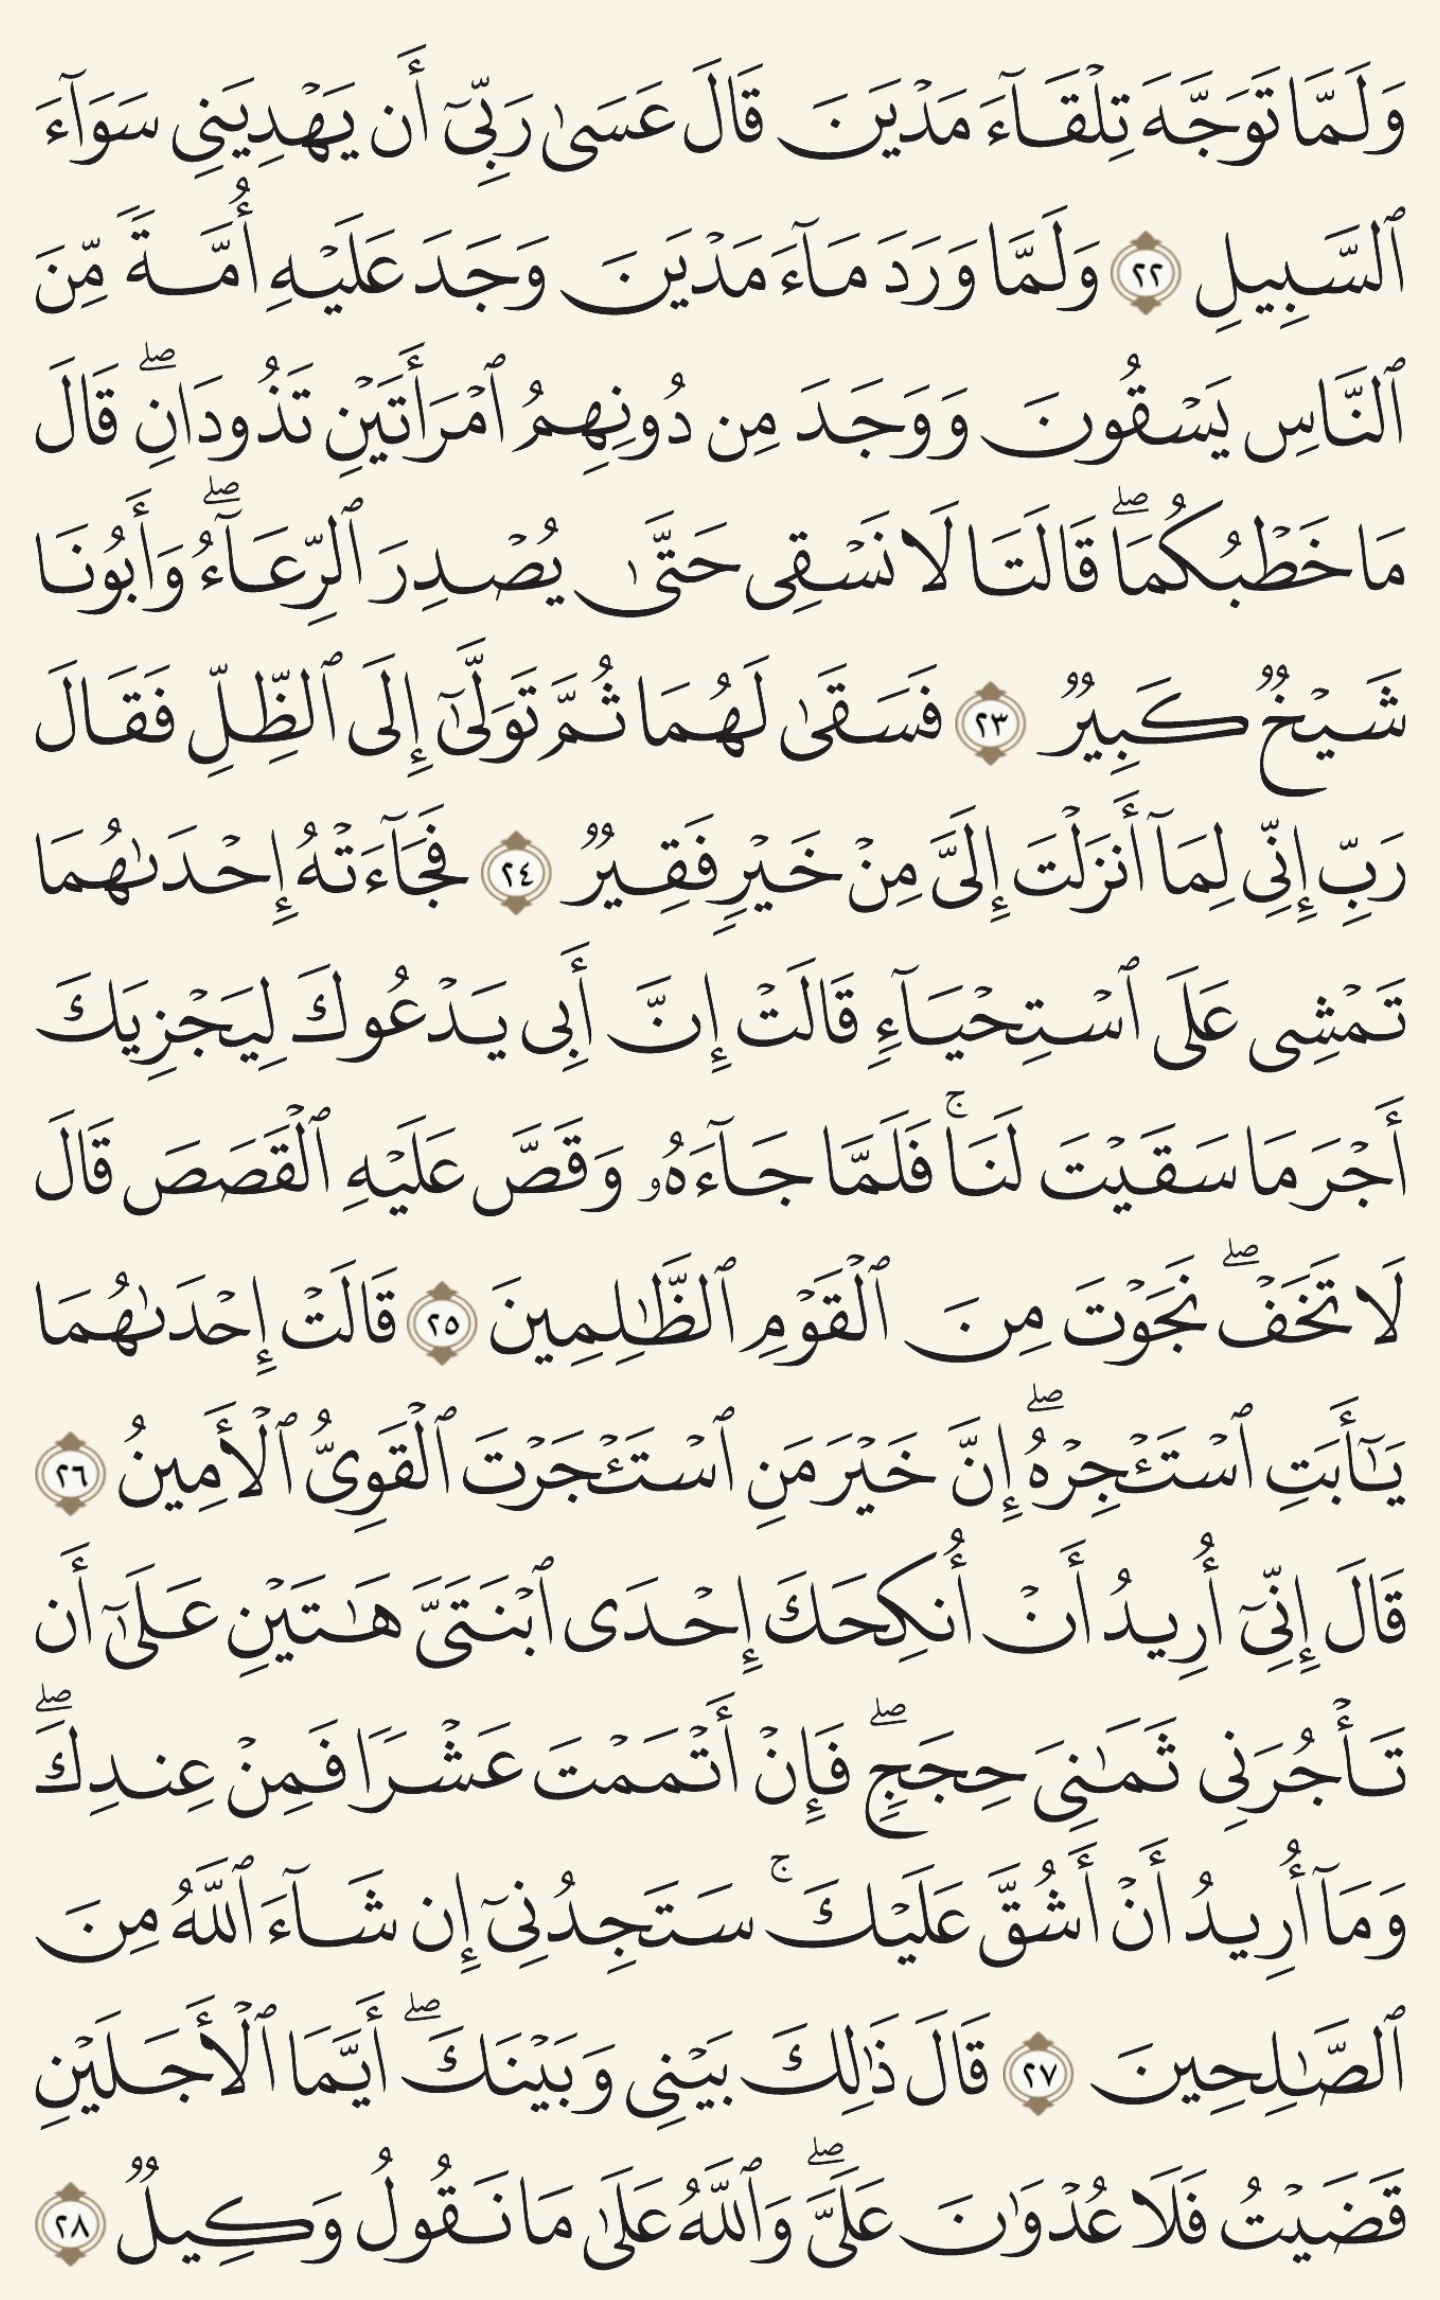 وَلَمَّا تَوَجَّهَ تِلْقَآءَ مَدْيَنَ قَالَ عَسَىٰ رَبِّىٓ أَن يَهْدِيَنِى سَوَآءَ
ٱلسَّبِيلِ ٢٢ وَلَمَّا وَرَدَ مَآءَ مَدْيَنَ وَجَدَ عَلَيْهِ أُمَّةً مِّنَ
ٱلنَّاسِ يَسْقُونَ وَوَجَدَ مِن دُونِهِمُ ٱمْرَأَتَيْنِ تَذُودَانِ ۖ قَالَ
مَا خَطْبُكُمَا ۖ قَالَتَا لَا نَسْقِى حَتَّىٰ يُصْدِرَ ٱلرِّعَآءُ ۖ وَأَبُونَا
شَيْخٌ كَبِيرٌ ٢٣ فَسَقَىٰ لَهُمَا ثُمَّ تَوَلَّىٰٓ إِلَى ٱلظِّلِّ فَقَالَ
رَبِّ إِنِّى لِمَآ أَنزَلْتَ إِلَىَّ مِنْ خَيْرٍ فَقِيرٌ ٢٤ فَجَآءَتْهُ إِحْدَىٰهُمَا
تَمْشِى عَلَى ٱسْتِحْيَآءٍ قَالَتْ إِنَّ أَبِى يَدْعُوكَ لِيَجْزِيَكَ
أَجْرَ مَا سَقَيْتَ لَنَا ۚ فَلَمَّا جَآءَهُۥ وَقَصَّ عَلَيْهِ ٱلْقَصَصَ قَالَ
لَا تَخَفْ ۖ نَجَوْتَ مِنَ ٱلْقَوْمِ ٱلظَّٰلِمِينَ ٢٥ قَالَتْ إِحْدَىٰهُمَا
يَٰٓأَبَتِ ٱسْتَـْٔجِرْهُ ۖ إِنَّ خَيْرَ مَنِ ٱسْتَـْٔجَرْتَ ٱلْقَوِىُّ ٱلْأَمِينُ ٢٦
قَالَ إِنِّىٓ أُرِيدُ أَنْ أُنكِحَكَ إِحْدَى ٱبْنَتَىَّ هَٰتَيْنِ عَلَىٰٓ أَن
تَأْجُرَنِى ثَمَٰنِىَ حِجَجٍ ۖ فَإِنْ أَتْمَمْتَ عَشْرًا فَمِنْ عِندِكَ ۖ
وَمَآ أُرِيدُ أَنْ أَشُقَّ عَلَيْكَ ۚ سَتَجِدُنِىٓ إِن شَآءَ ٱللَّهُ مِنَ
ٱلصَّٰلِحِينَ ٢٧ قَالَ ذَٰلِكَ بَيْنِى وَبَيْنَكَ ۖ أَيَّمَا ٱلْأَجَلَيْنِ
قَضَيْتُ فَلَا عُدْوَٰنَ عَلَىَّ ۖ وَٱللَّهُ عَلَىٰ مَا نَقُولُ وَكِيلٌ ٢٨